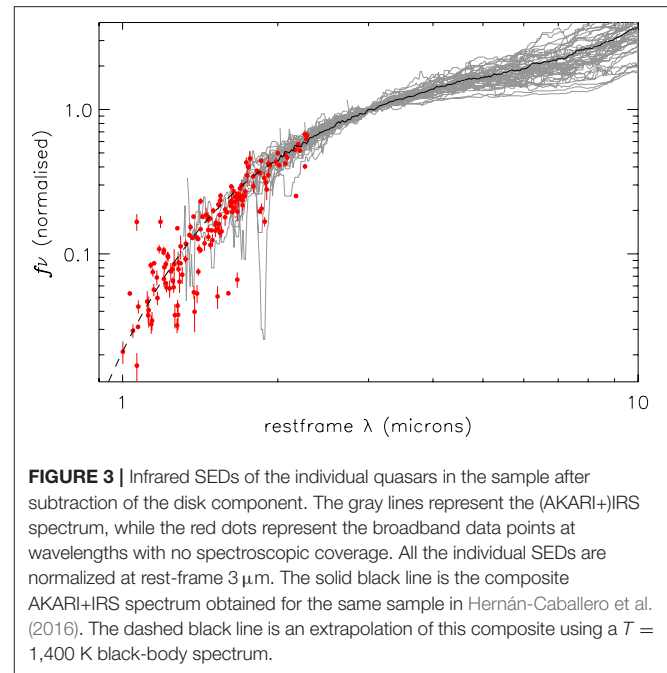 1.0
0.1
fν (normalised)
1
10
restframe λ (microns)
FIGURE 3 | Infrared SEDs of the individual quasars in the sample after
subtraction of the disk component. The gray lines represent the (AKARI+)IRS
spectrum, while the red dots represent the broadband data points at
wavelengths with no spectroscopic coverage. All the individual SEDs are
normalized at rest-frame 3 μm. The solid black line is the composite
AKARI+IRS spectrum obtained for the same sample in Hernán-Caballero et al.
(2016). The dashed black line is an extrapolation of this composite using a T =
1,400 K black-body spectrum.